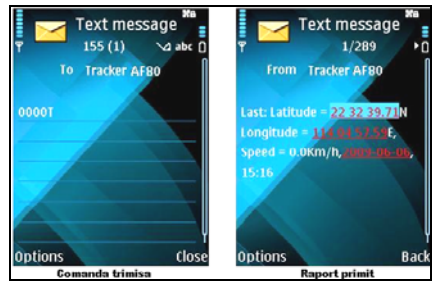 Text message
155 (1) abc
To Tracker AF80
0000T
Options Close
Comanda trimisa
Text message
1/289
From Tracker AF80
Last: Latitude = 22 32 39.71N
Longitude = 114 04 57.59E,
Speed = 0.0Km/h, 2009-06-06,
15:16
Options Back
Raport primit